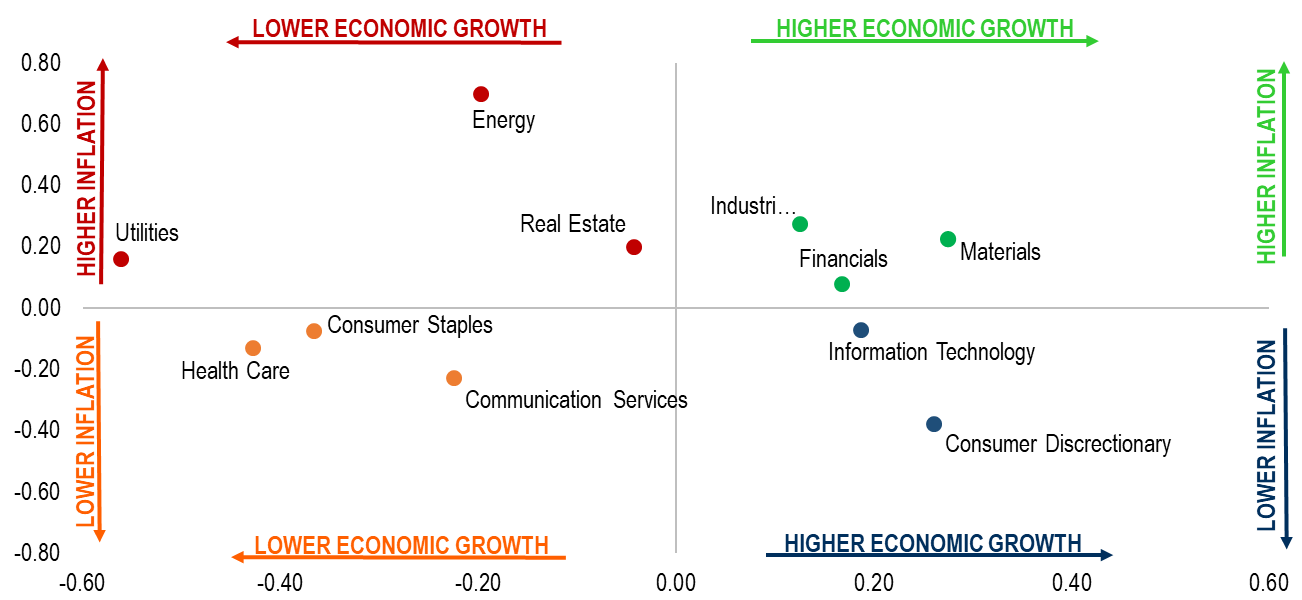 LOWER ECONOMIC GROWTH
HIGHER ECONOMIC GROWTH
0.80
0.60
0.40
0.20
0.00
-0.20
-0.40
-0.60
-0.80
HIGHER INFLATION
LOWER INFLATION
HIGHER INFLATION
LOWER INFLATION
Energy
Utilities
Real Estate
Industri…
Financials
Materials
Consumer Staples
Health Care
Communication Services
Information Technology
Consumer Discrectionary
LOWER ECONOMIC GROWTH
HIGHER ECONOMIC GROWTH
-0.60
-0.40
-0.20
0.00
0.20
0.40
0.60